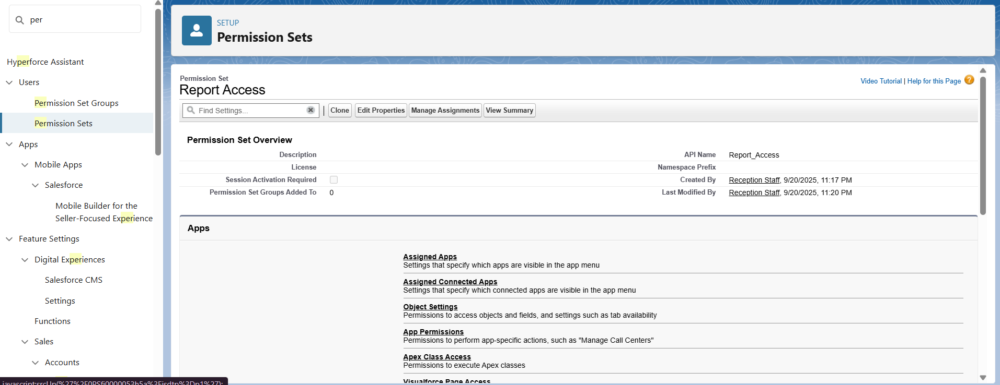 per
Hyperforce Assistant
Users
Permission Set Groups
Permission Sets
Apps
Mobile Apps
Salesforce
Mobile Builder for the
Seller-Focused Experience
Feature Settings
Digital Experiences
Salesforce CMS
Settings
Functions
Sales
Accounts
SETUP
Permission Sets
Permission Set
Report Access
Video Tutorial | Help for this Page ?
Find Settings...
Clone Edit Properties Manage Assignments View Summary
Permission Set Overview
Description
API Name Report_Access
License
Namespace Prefix
Session Activation Required
Created By Reception Staff, 9/20/2025, 11:17 PM
Permission Set Groups Added To 0
Last Modified By Reception Staff, 9/20/2025, 11:20 PM
Apps
Assigned Apps
Settings that specify which apps are visible in the app menu
Assigned Connected Apps
Settings that specify which connected apps are visible in the app menu
Object Settings
Permissions to access objects and fields, and settings such as tab availability
App Permissions
Permissions to perform app-specific actions, such as "Manage Call Centers"
Apex Class Access
Permissions to execute Apex classes
Visualforce Page Access